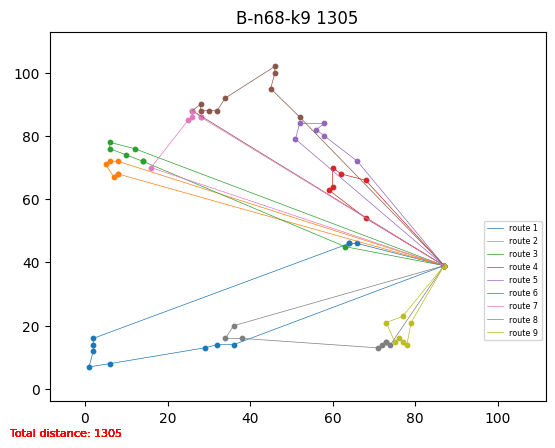 B-n68-k9 1305
100
80
60
40
20
0
route 1
route 2
route 3
route 4
route 5
route 6
route 7
route 8
route 9
0 20 40 60 80 100
Total distance: 1305